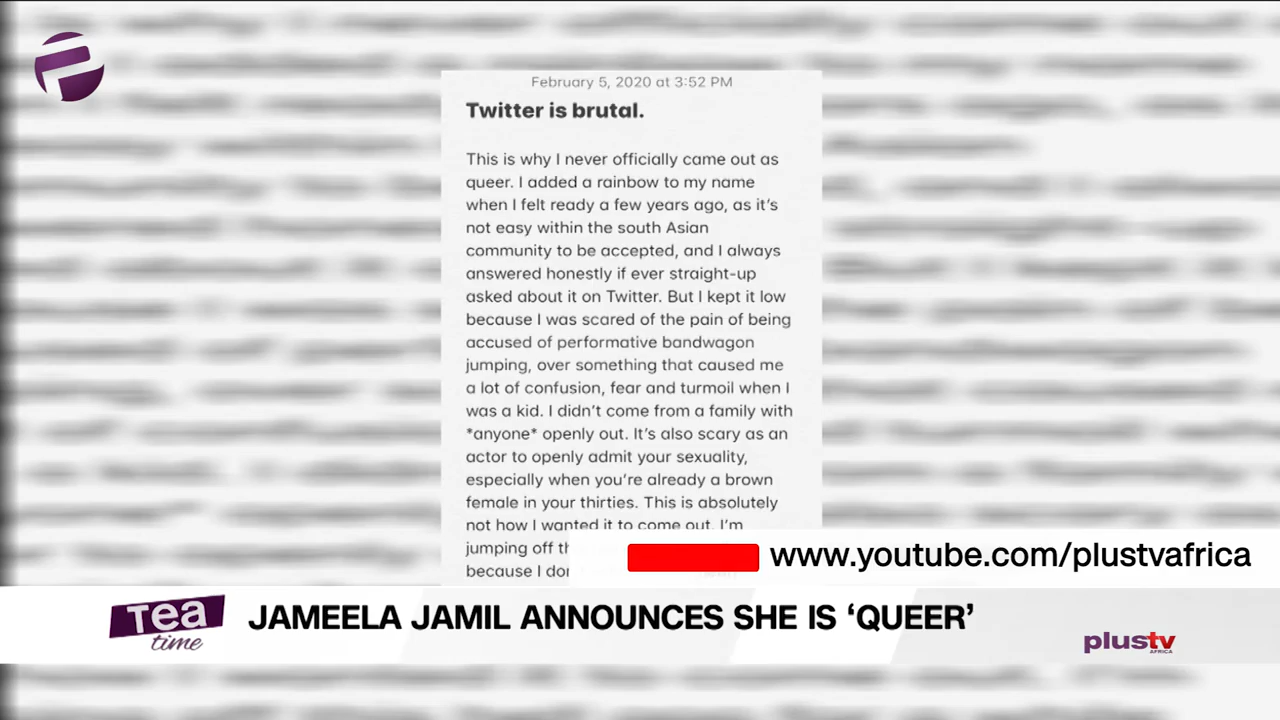 February 5, 2020 at 3:52 PM
Twitter is brutal.
This is why I never officially came out as
queer. I added a rainbow to my name
when I felt ready a few years ago, as it's
not easy within the south Asian
community to be accepted, and I always
answered honestly if ever straight-up
asked about it on Twitter. But I kept it low
because I was scared of the pain of being
accused of performative bandwagon
jumping, over something that caused me
a lot of confusion, fear and turmoil when I
was a kid. I didn't come from a family with
*anyone* openly out. It's also scary as an
actor to openly admit your sexuality,
especially when you're already a brown
female in your thirties. This is absolutely
not how I wanted it to come out. I'm
jumping off
because I
www.youtube.com/plustvafrica
Tea
time
JAMEELA JAMIL ANNOUNCES SHE IS ‘QUEER’
plustv
AFRICA